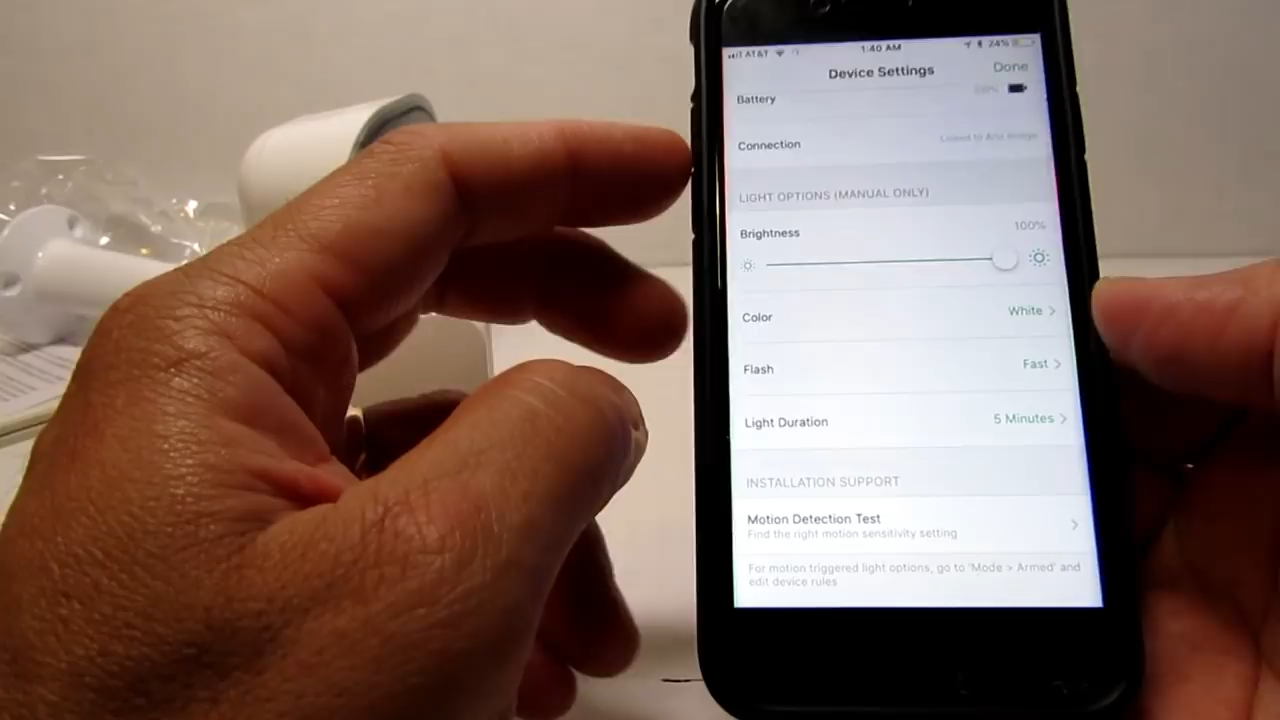 AT&T 1:40 AM 24%
Device Settings Done
Battery
Connection
LIGHT OPTIONS (MANUAL ONLY)
Brightness 100%
Color White
Flash Fast
Light Duration 5 Minutes
INSTALLATION SUPPORT
Motion Detection Test
Find the right motion sensitivity setting
For motion triggered light options, go to 'Mode > Armed' and
edit device rules